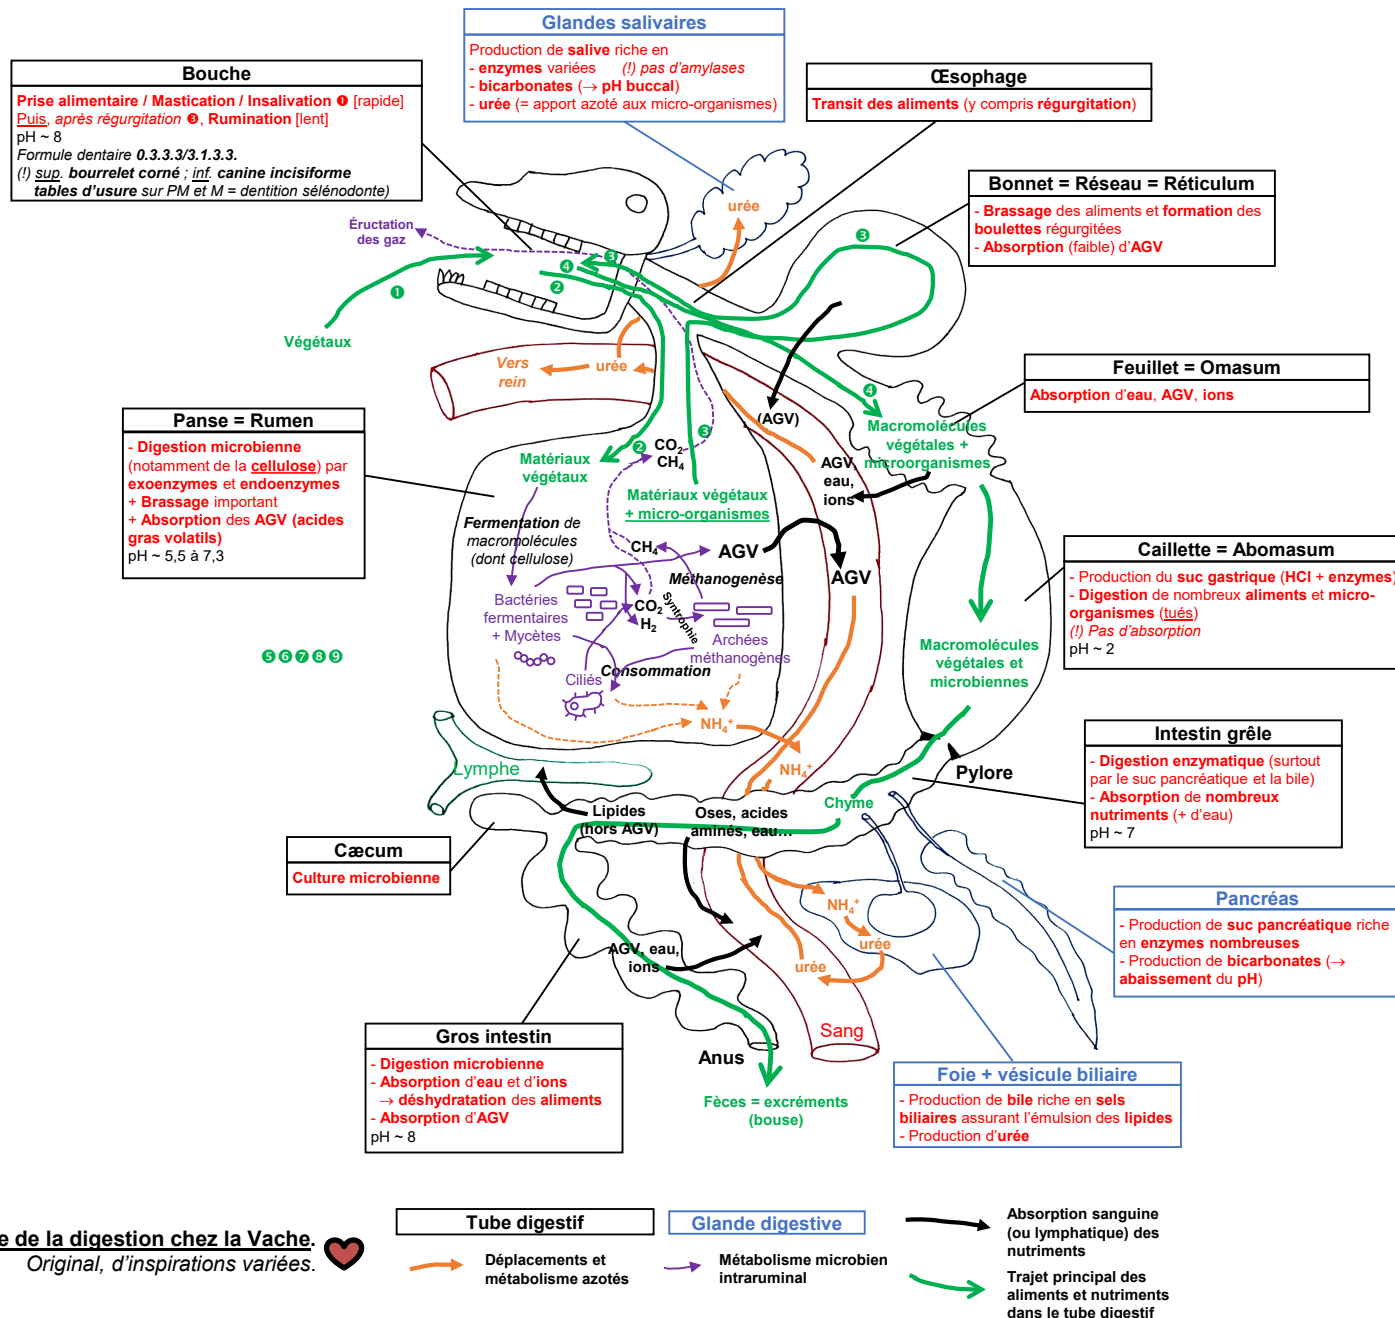 Glandes salivaires
Production de salive riche en
- enzymes variées (!) pas d'amylases
- bicarbonates (→ pH buccal)
- urée (= apport azoté aux micro-organismes)
Bouche
Prise alimentaire / Mastication / Insalivation ❶ [rapide]
Puis, après régurgitation ❸, Rumination [lent]
pH ~ 8
Formule dentaire 0.3.3.3/3.1.3.3.
(!) sup. bourrelet corné ; inf. canine incisiforme
tables d'usure sur PM et M = dentition sélénodonte)
Œsophage
Transit des aliments (y compris régurgitation)
Bonnet = Réseau = Réticulum
- Brassage des aliments et formation des
boulettes régurgitées
- Absorption (faible) d'AGV
urée
Éructation
des gaz
❸
❸
❹
❷
❶
Végétaux
Vers
rein
urée
Feuillet = Omasum
Absorption d'eau, AGV, ions
❹
(AGV)
Macromolécules
végétales +
microorganismes
Panse = Rumen
- Digestion microbienne
(notamment de la cellulose) par
exoenzymes et endoenzymes
+ Brassage important
+ Absorption des AGV (acides
gras volatils)
pH ~ 5,5 à 7,3
❸
❷
CO2
CH4
Matériaux
végétaux
AGV,
eau,
ions
Matériaux végétaux
+ micro-organismes
Fermentation de
macromolécules
(dont cellulose)
CH4
AGV
Méthanogenèse
AGV
Caillette = Abomasum
- Production du suc gastrique (HCl + enzymes)
- Digestion de nombreux aliments et micro-
organismes (tués)
(!) Pas d'absorption
pH ~ 2
Bactéries
fermentaires
+ Mycètes
CO2
H2
Syntrophie
Archées
méthanogènes
Macromolécules
végétales et
microbiennes
❺❻❼❽❾
Ciliés
Consommation
NH4+
Intestin grêle
- Digestion enzymatique (surtout
par le suc pancréatique et la bile)
- Absorption de nombreux
nutriments (+ d'eau)
pH ~ 7
Lymphe
NH4+
Pylore
Chyme
Lipides
(hors AGV)
Oses, acides
aminés, eau…
Cæcum
Culture microbienne
NH4+
urée
urée
Pancréas
- Production de suc pancréatique riche
en enzymes nombreuses
- Production de bicarbonates (→
abaissement du pH)
AGV, eau,
ions
Gros intestin
- Digestion microbienne
- Absorption d'eau et d'ions
→ déshydratation des aliments
- Absorption d'AGV
pH ~ 8
Sang
Anus
Foie + vésicule biliaire
- Production de bile riche en sels
biliaires assurant l'émulsion des lipides
- Production d'urée
Fèces = excréments
(bouse)
e de la digestion chez la Vache.
Original, d'inspirations variées.
Tube digestif
Glande digestive
Absorption sanguine
(ou lymphatique) des
nutriments
Déplacements et
métabolisme azotés
Métabolisme microbien
intraruminal
Trajet principal des
aliments et nutriments
dans le tube digestif